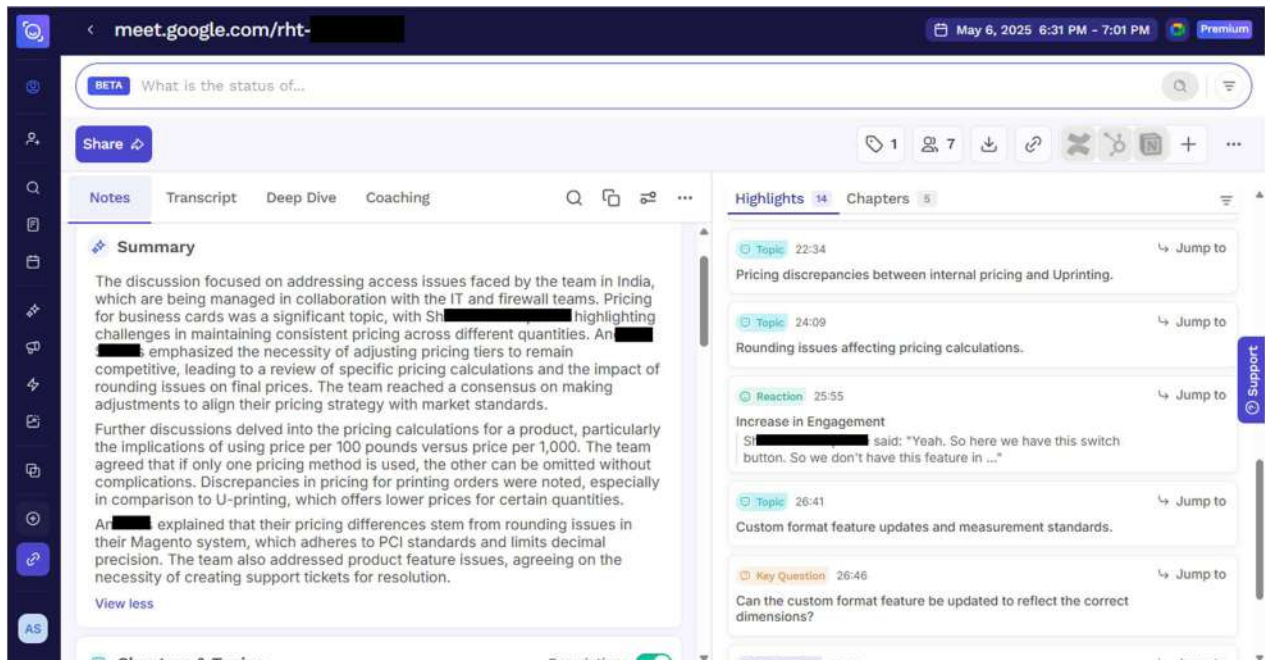 meet.google.com/rht-
May 6, 2025 6:31 PM - 7:01 PM
Premium
BETA What is the status of...
Share
1
7
Notes Transcript Deep Dive Coaching
Summary
The discussion focused on addressing access issues faced by the team in India,
which are being managed in collaboration with the IT and firewall teams. Pricing
for business cards was a significant topic, with Sh highlighting
challenges in maintaining consistent pricing across different quantities. An
s emphasized the necessity of adjusting pricing tiers to remain
competitive, leading to a review of specific pricing calculations and the impact of
rounding issues on final prices. The team reached a consensus on making
adjustments to align their pricing strategy with market standards.
Further discussions delved into the pricing calculations for a product, particularly
the implications of using price per 100 pounds versus price per 1,000. The team
agreed that if only one pricing method is used, the other can be omitted without
complications. Discrepancies in pricing for printing orders were noted, especially
in comparison to U-printing, which offers lower prices for certain quantities.
An explained that their pricing differences stem from rounding issues in
their Magento system, which adheres to PCI standards and limits decimal
precision. The team also addressed product feature issues, agreeing on the
necessity of creating support tickets for resolution.
View less
AS
Highlights 14 Chapters 5
Topic 22:34 Jump to
Pricing discrepancies between internal pricing and Uprinting.
Topic 24:09 Jump to
Rounding issues affecting pricing calculations.
Reaction 25:55 Jump to
Increase in Engagement
Sh said: "Yeah. So here we have this switch
button. So we don't have this feature in ..."
Topic 26:41 Jump to
Custom format feature updates and measurement standards.
Key Question 26:46 Jump to
Can the custom format feature be updated to reflect the correct
dimensions?
Support